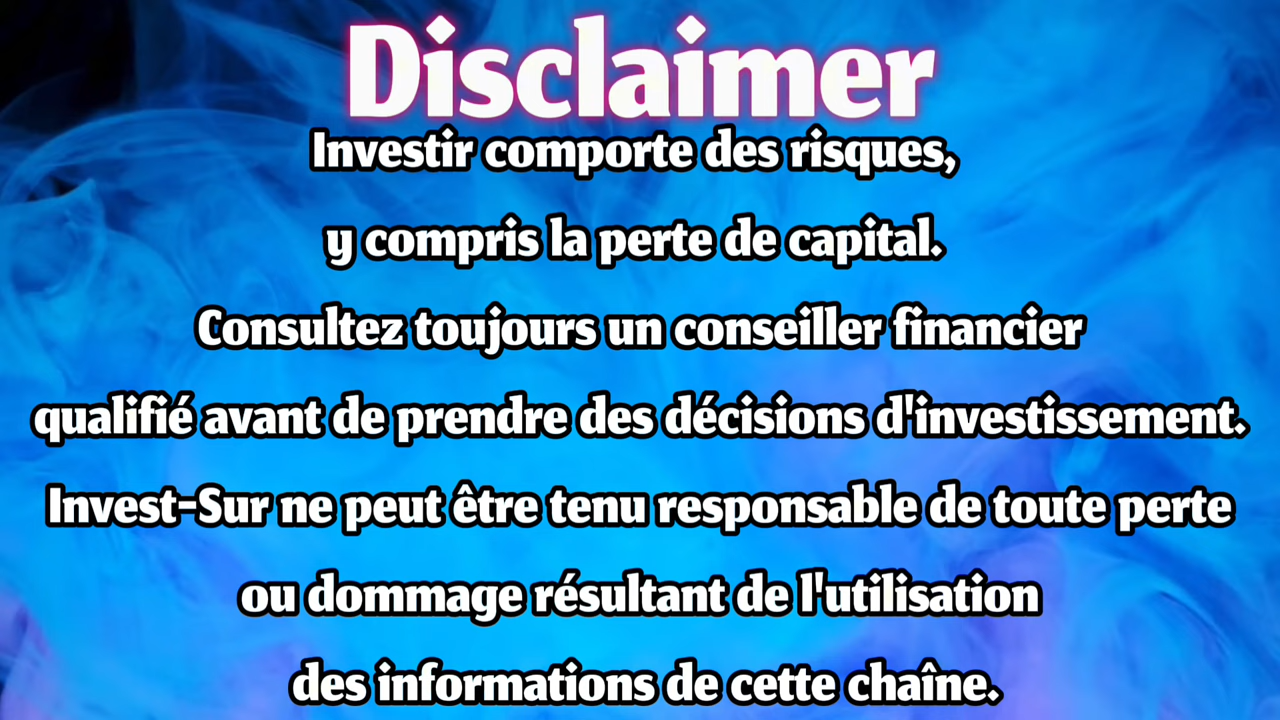 Disclaimer
Investir comporte des risques,
y compris la perte de capital.
Consultez toujours un conseiller financier
qualifié avant de prendre des décisions d'investissement.
Invest-Sur ne peut être tenu responsable de toute perte
ou dommage résultant de l'utilisation
des informations de cette chaîne.